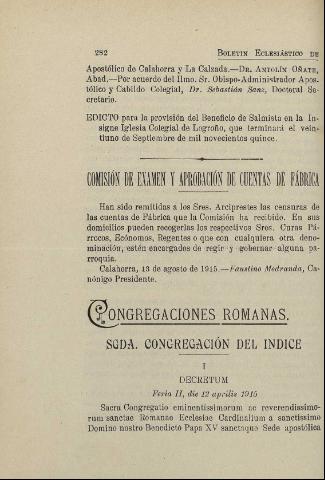 282 BOLETIN ECLESIÁSTICO DE
Apostólico de Calahorra y La Calzada.—DR. ANTOLÍN OÑATE,
Abad.—Por acuerdo del Ilmo. Sr. Obispo-Administrador Apos-
tólico y Cabildo Colegial, Dr. Sebastián Sanz, Doctoral Se-
cretario.
EDICTO para la provisión del Beneficio de Salmista en la In-
signe Iglesia Colegial de Logroño, que terminará el vein-
tiuno de Septiembre de mil novecientos quince.
COMISIÓN DE EXAMEN Y APROBACIÓN DE CUENTAS DE FÁBRICA
Han sido remitidas a los Sres. Arciprestes las censuras de
las cuentas de Fábrica que la Comisión ha recibido. En sus
domicilios pueden recogerlas los respectivos Sres. Curas Pá-
rrocos, Ecónomos, Regentes o que con cualquiera otra deno-
minación, estén encargados de regir y gobernar alguna pa-
rroquia.
Calahorra, 13 de agosto de 1915.—Faustino Medranda, Ca-
nónigo Presidente.
CONGREGACIONES ROMANAS.
SGDA. CONGREGACIÓN DEL INDICE
I
DECRETUM
Feria II, die 12 aprilis 1915
Sacra Congregatio eminentissimorum ac reverendissimo-
rum sanctae Romanae Ecclesiae Cardinalium a sanctissimo
Domino nostro Benedicto Papa XV sanctaque Sede apostólica